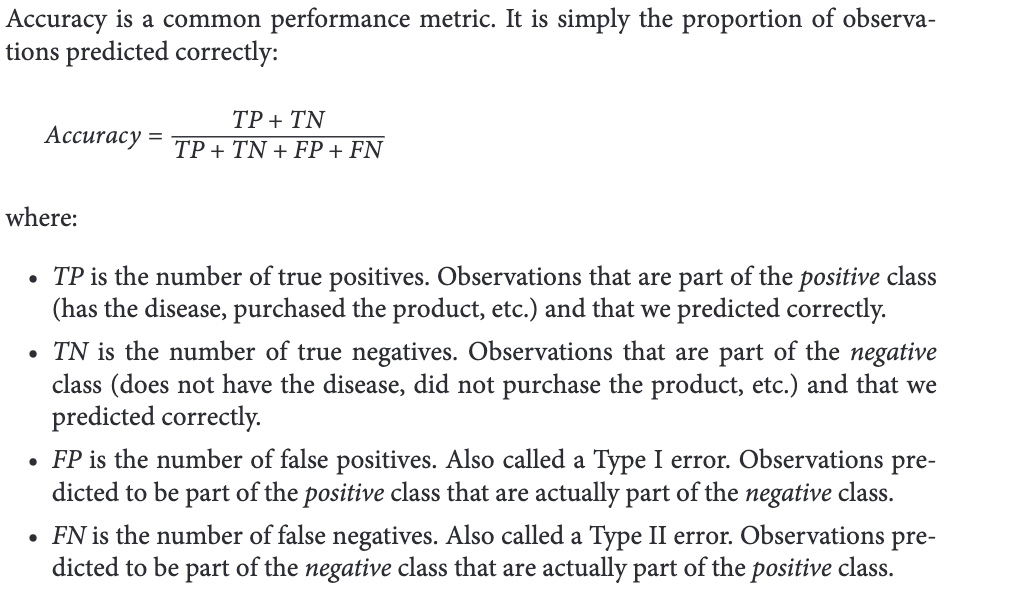 Accuracy is a common performance metric. It is simply the proportion of observa-
tions predicted correctly:
Accuracy = TP + TN / TP + TN + FP + FN
where:
• TP is the number of true positives. Observations that are part of the positive class
(has the disease, purchased the product, etc.) and that we predicted correctly.
• TN is the number of true negatives. Observations that are part of the negative
class (does not have the disease, did not purchase the product, etc.) and that we
predicted correctly.
• FP is the number of false positives. Also called a Type I error. Observations pre-
dicted to be part of the positive class that are actually part of the negative class.
• FN is the number of false negatives. Also called a Type II error. Observations pre-
dicted to be part of the negative class that are actually part of the positive class.